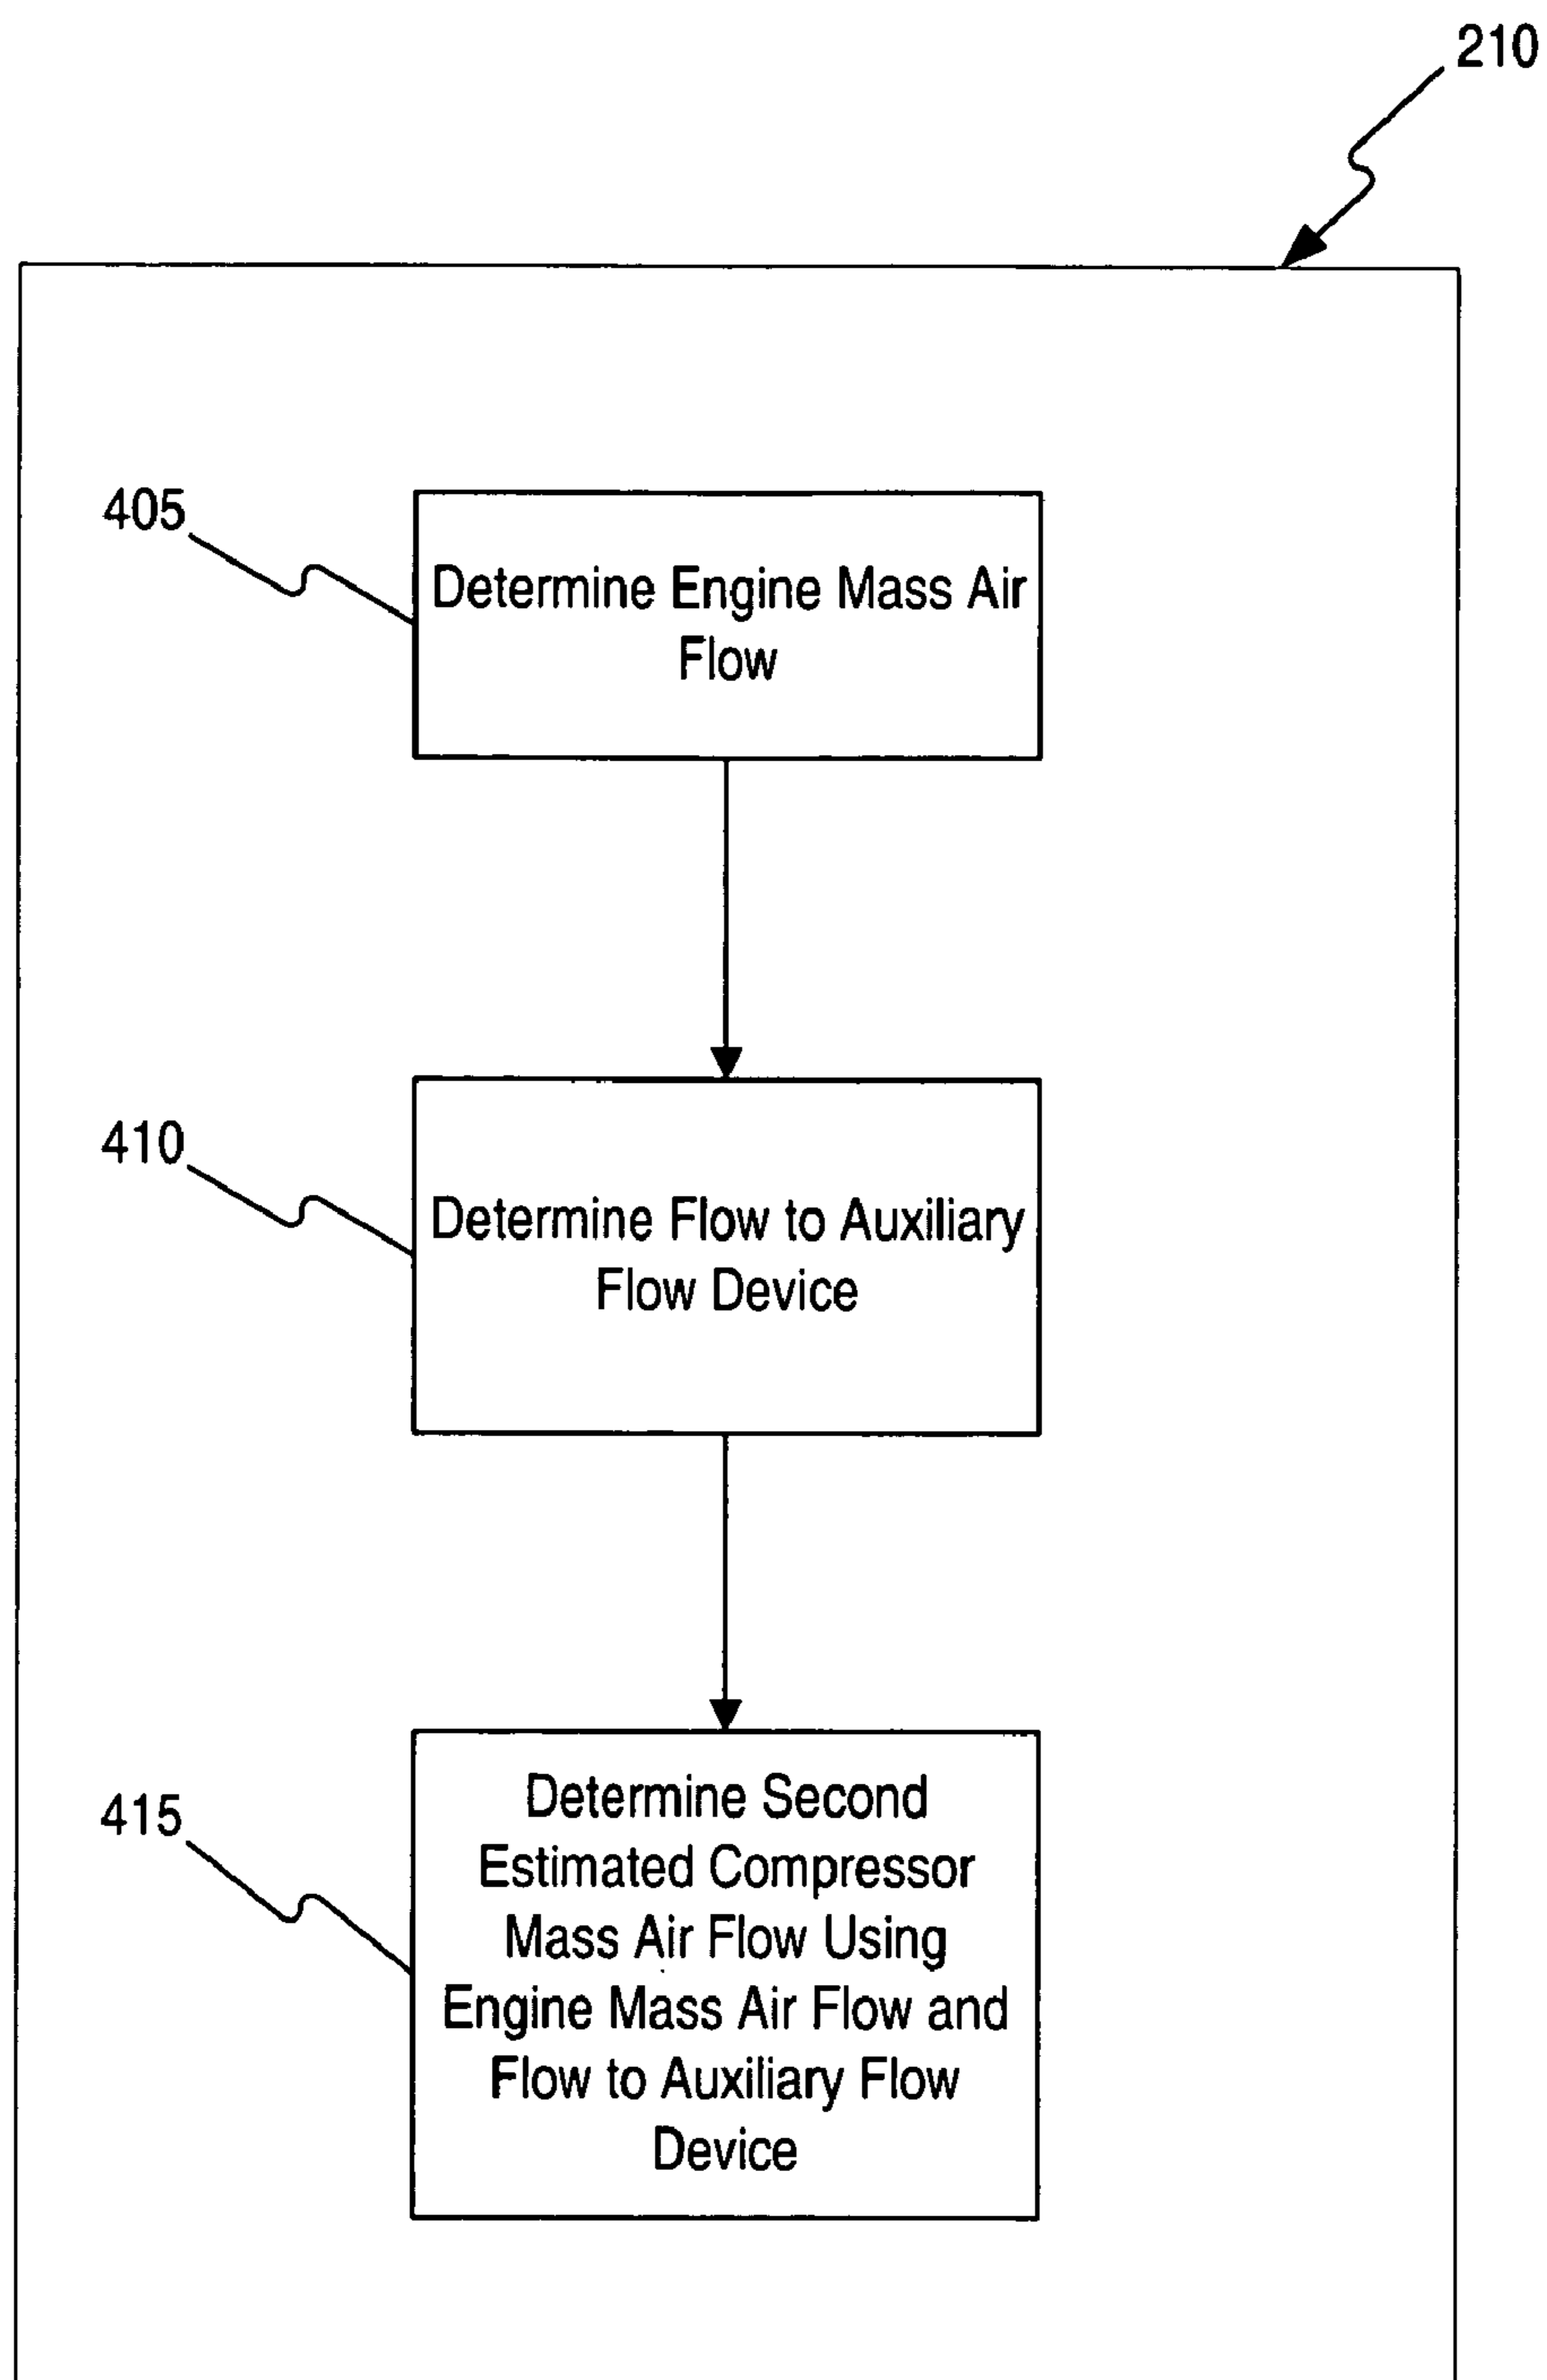 210
405
Determine Engine Mass Air
Flow
410
Determine Flow to Auxiliary
Flow Device
415
Determine Second
Estimated Compressor
Mass Air Flow Using
Engine Mass Air Flow and
Flow to Auxiliary Flow
Device